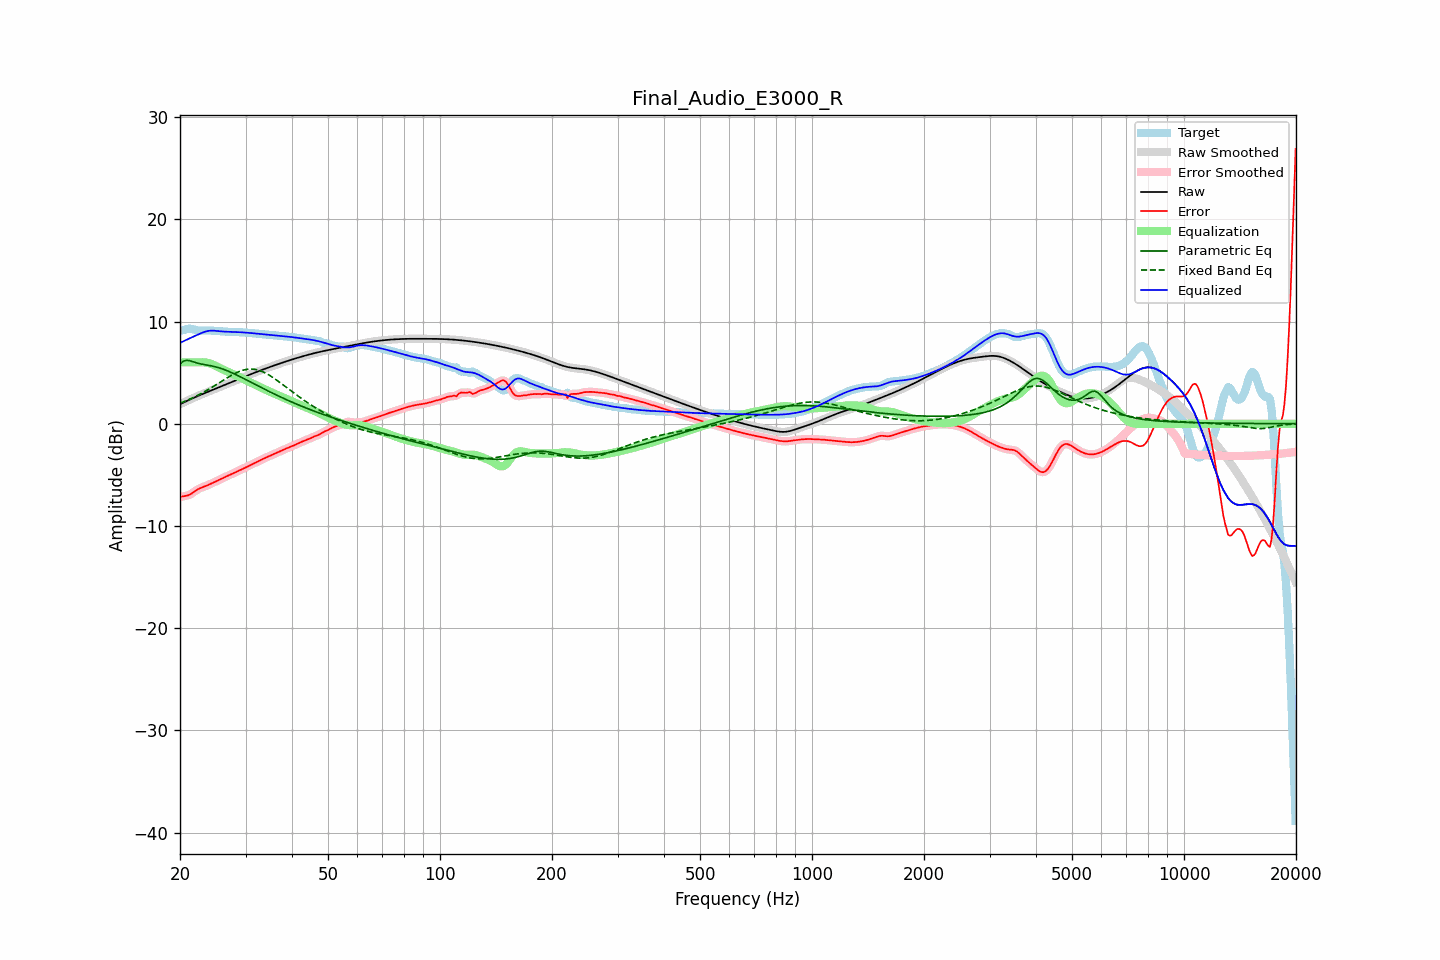 Final_Audio_E3000_R
30
20
10
0
−10
−20
−30
−40
Amplitude (dBr)
Target
Raw Smoothed
Error Smoothed
Raw
Error
Equalization
Parametric Eq
Fixed Band Eq
Equalized
20
50
100
200
500
1000
2000
5000
10000
20000
Frequency (Hz)